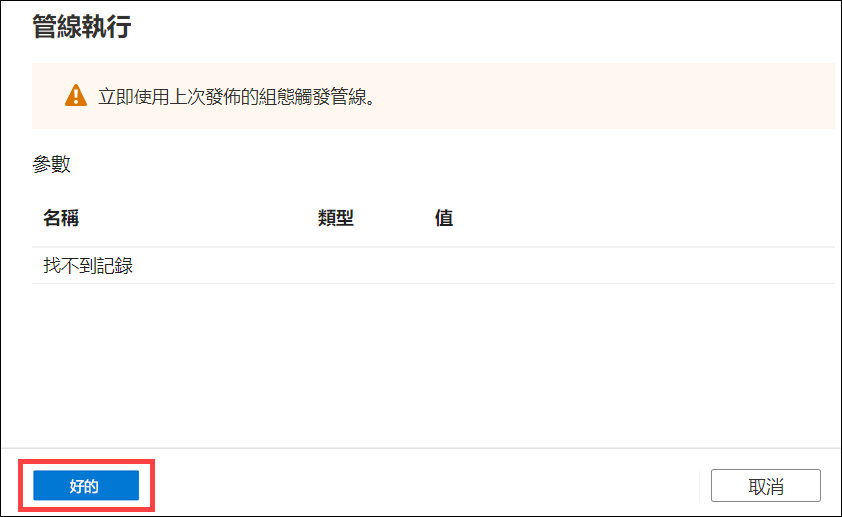 管線執行
立即使用上次發佈的組態觸發管線。
參數
名稱 類型 值
找不到記錄
好的 取消